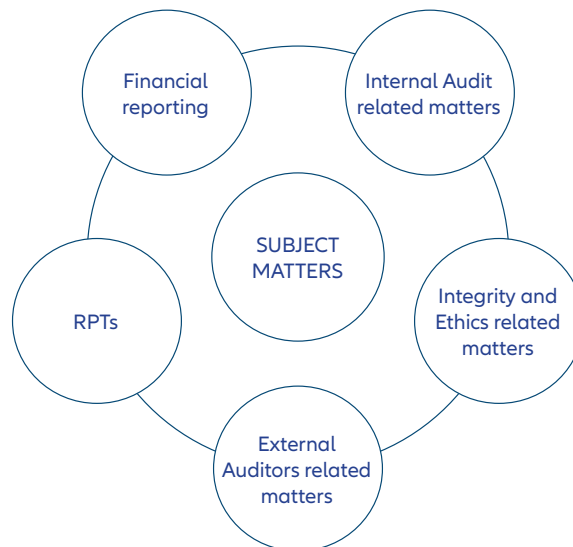 Financial
reporting
Internal Audit
related matters
SUBJECT
MATTERS
RPTs
Integrity and
Ethics related
matters
External
Auditors related
matters